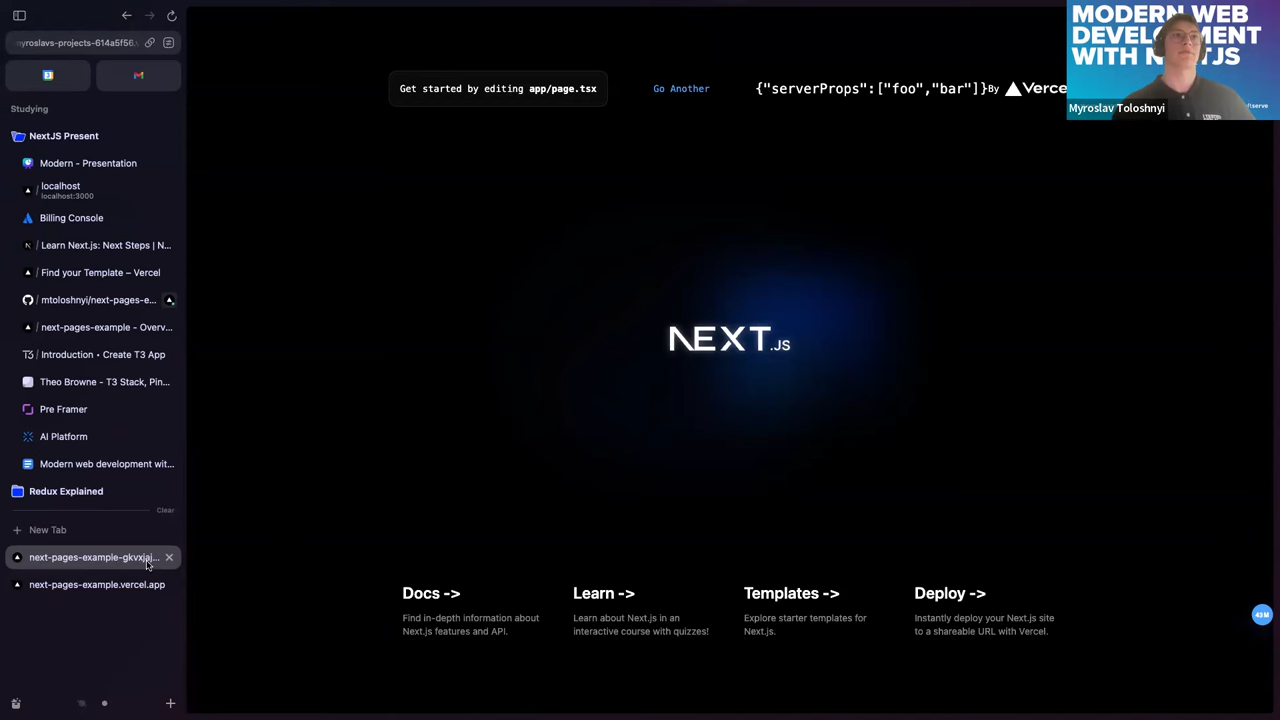 yroslavs-projects-614a5f56
Studying
NextJS Present
Modern - Presentation
/ localhost
localhost:3000
Billing Console
/ Learn Next.js: Next Steps | N...
/ Find your Template – Vercel
/ mtoloshnyi/next-pages-e...
/ next-pages-example - Overv...
/ Introduction • Create T3 App
Theo Browne - T3 Stack, Pin...
Pre Framer
AI Platform
Modern web development wit...
Redux Explained
Clear
+ New Tab
next-pages-example-gkvxjaj...
next-pages-example.vercel.app
Get started by editing app/page.tsx
Go Another
{"serverProps":["foo","bar"]}By
Verce
MODERN WEB
DEVELOPMENT
WITH NEXTJS
softserve
Myroslav Toloshnyi
NEXT.JS
Docs ->
Find in-depth information about
Next.js features and API.
Learn ->
Learn about Next.js in an
interactive course with quizzes!
Templates ->
Explore starter templates for
Next.js.
Deploy ->
Instantly deploy your Next.js site
to a shareable URL with Vercel.
43M